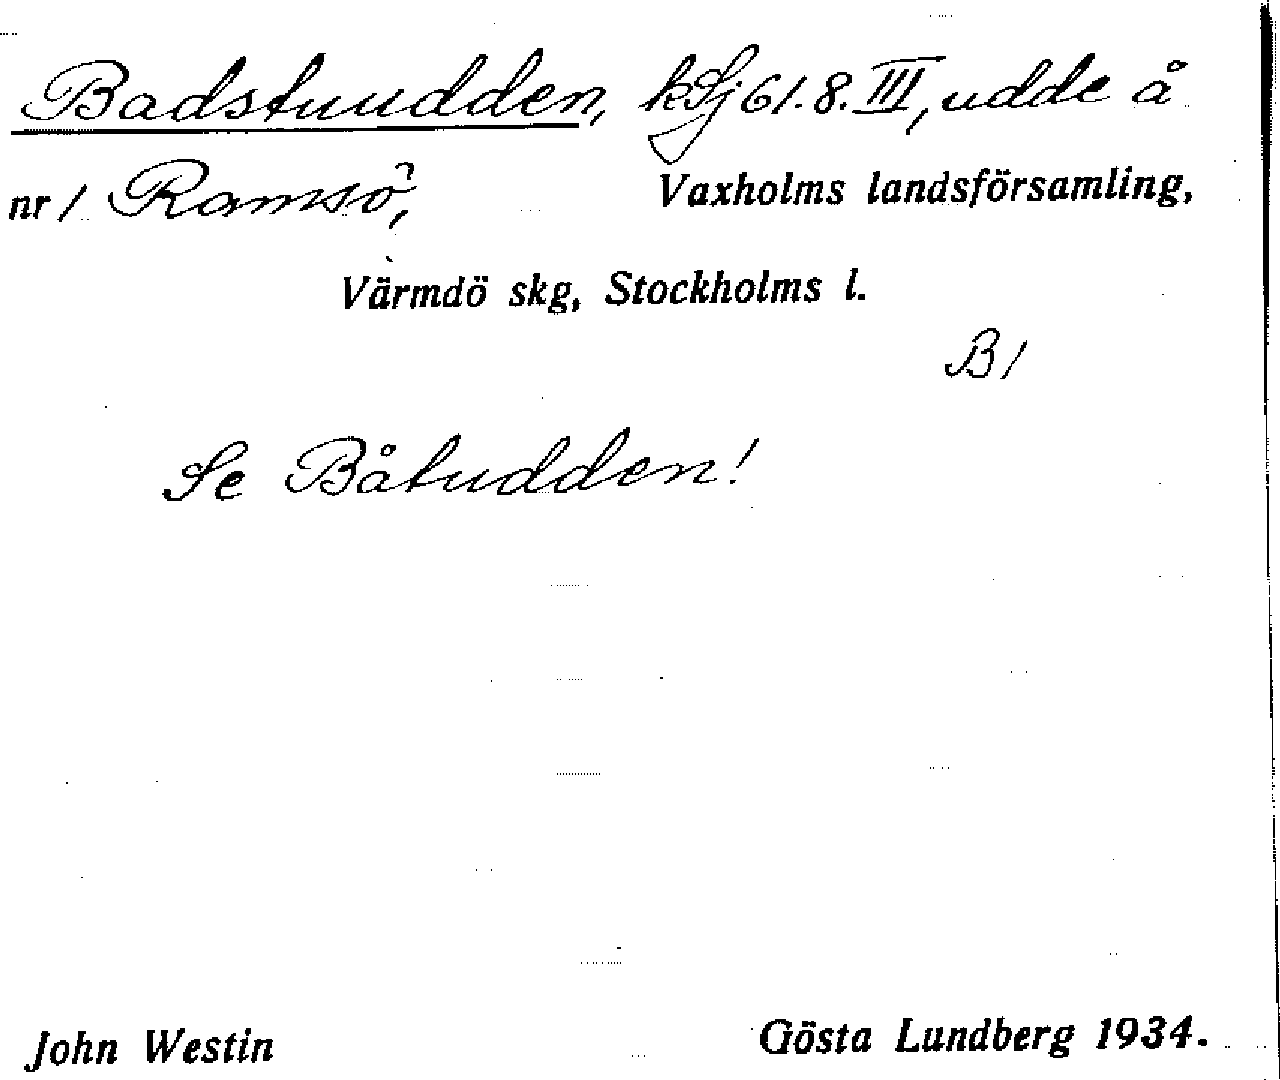 Badstuudden, kSj 61.8.III, udde å
nr 1 Ramsö, Vaxholms landsförsamling,
Värmdö skg, Stockholms l.
B1
Se Båtudden!
John Westin Gösta Lundberg 1934.